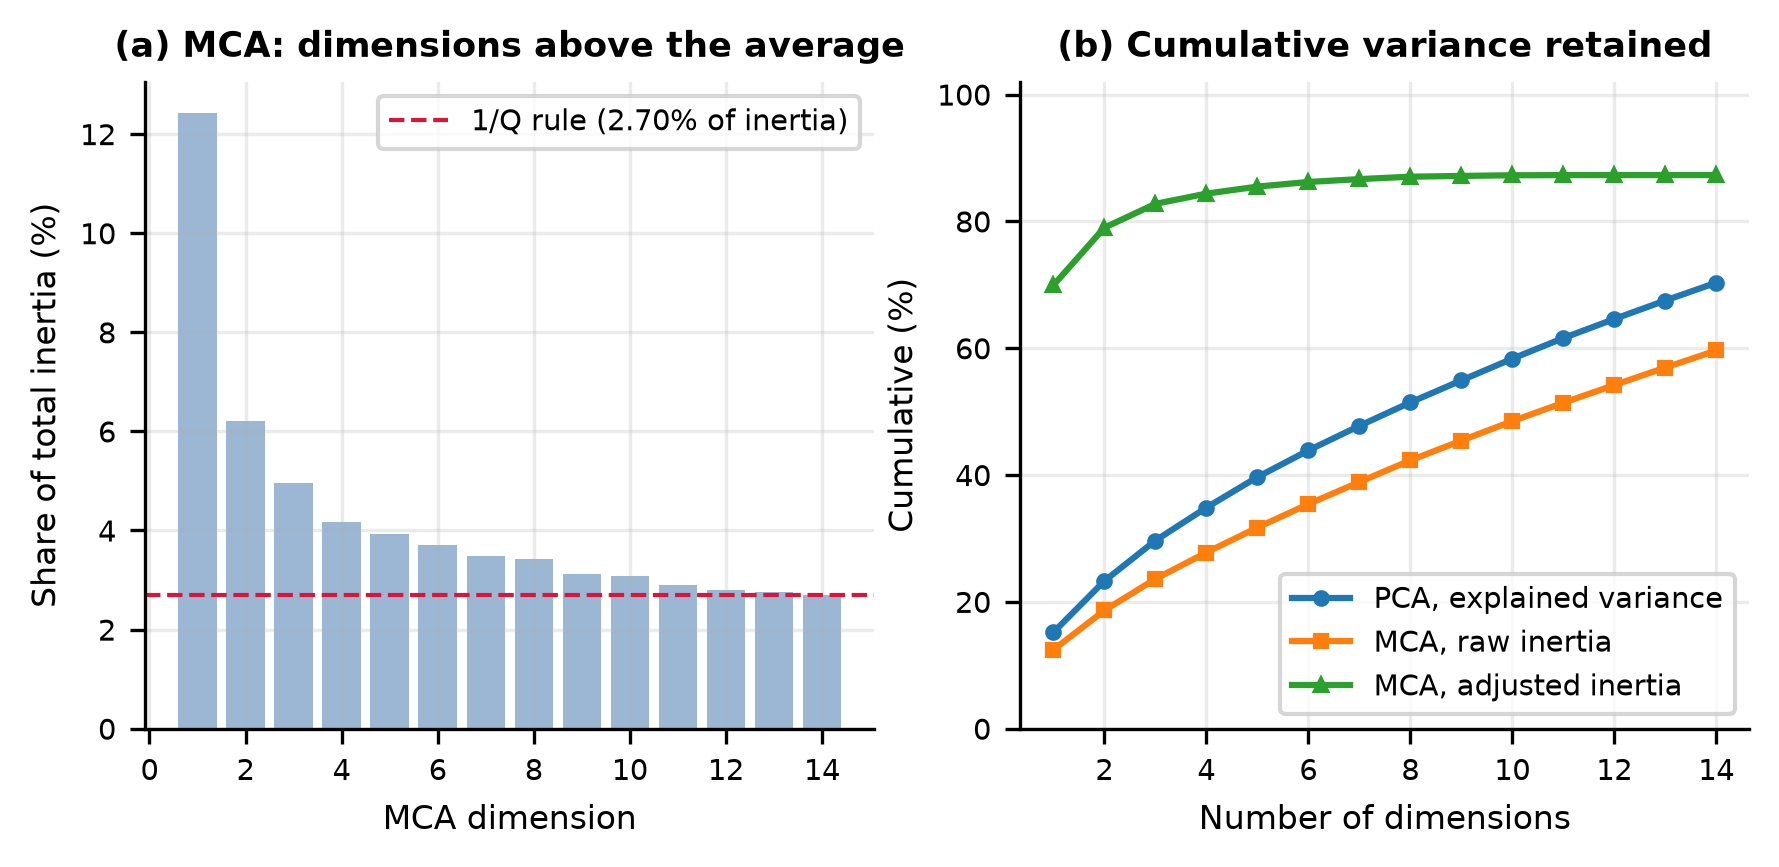 (a) MCA: dimensions above the average
Share of total inertia (%)
12
10
8
6
4
2
0
1/Q rule (2.70% of inertia)
0 2 4 6 8 10 12 14
MCA dimension
(b) Cumulative variance retained
Cumulative (%)
100
80
60
40
20
0
PCA, explained variance
MCA, raw inertia
MCA, adjusted inertia
2 4 6 8 10 12 14
Number of dimensions